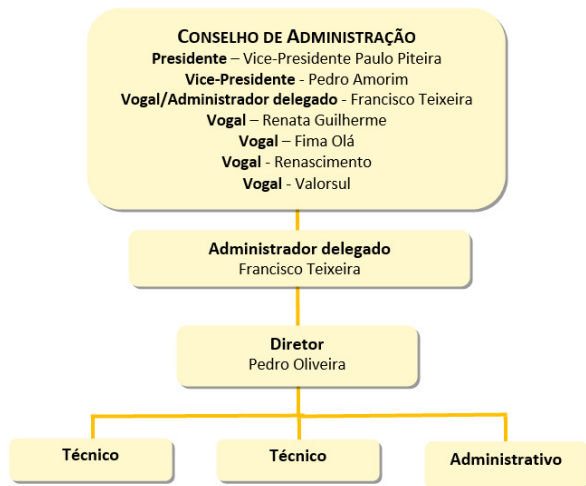 CONSELHO DE ADMINISTRAÇÃO
Presidente – Vice-Presidente Paulo Piteira
Vice-Presidente - Pedro Amorim
Vogal/Administrador delegado - Francisco Teixeira
Vogal – Renata Guilherme
Vogal – Fima Olá
Vogal - Renascimento
Vogal - Valorsul
Administrador delegado
Francisco Teixeira
Diretor
Pedro Oliveira
Técnico
Técnico
Administrativo